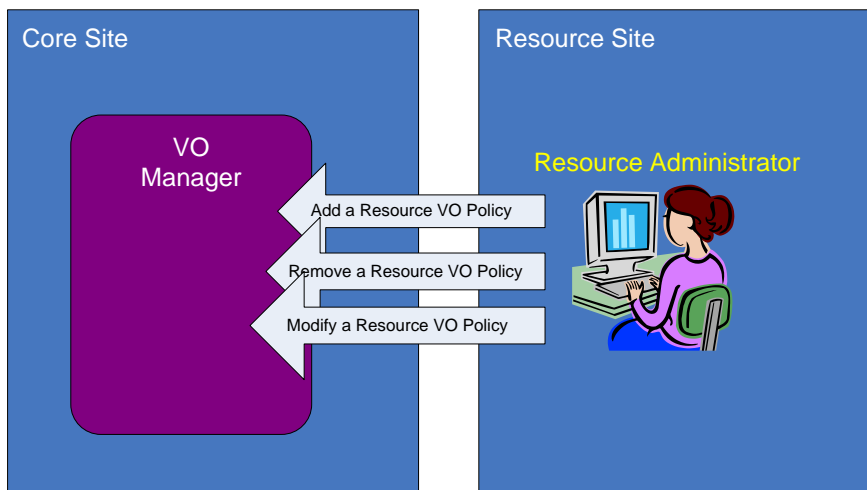 Core Site
Resource Site
VO
Manager
Resource Administrator
Add a Resource VO Policy
Remove a Resource VO Policy
Modify a Resource VO Policy